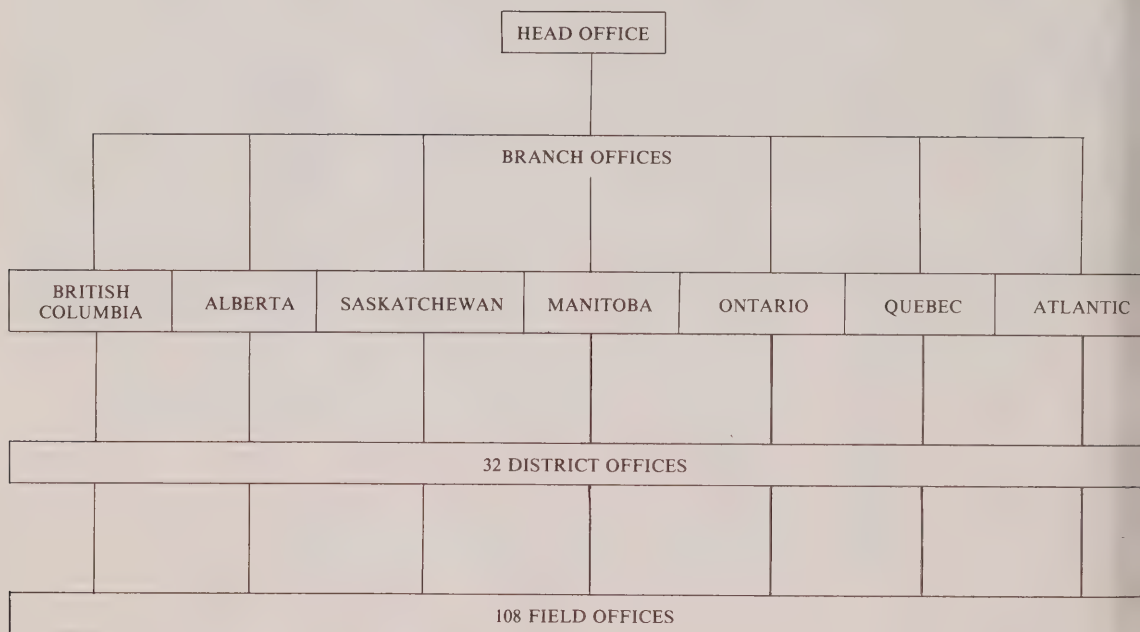 HEAD OFFICE
BRANCH OFFICES
BRITISH
COLUMBIA
ALBERTA
SASKATCHEWAN
MANITOBA
ONTARIO
QUEBEC
ATLANTIC
32 DISTRICT OFFICES
108 FIELD OFFICES